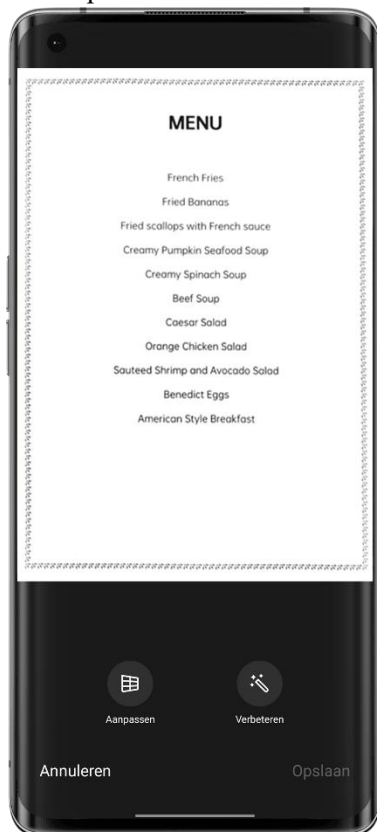 MENU
French Fries
Fried Bananas
Fried scallops with French sauce
Creamy Pumpkin Seafood Soup
Creamy Spinach Soup
Beef Soup
Caesar Salad
Orange Chicken Salad
Sauteed Shrimp and Avocado Salad
Benedict Eggs
American Style Breakfast
Aanpassen
Verbeteren
Annuleren
Opslaan